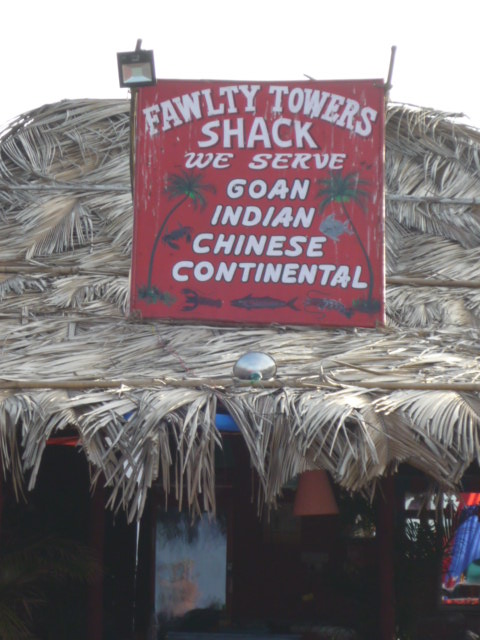 FAWLTY TOWERS
SHACK
WE SERVE
GOAN
INDIAN
CHINESE
CONTINENTAL